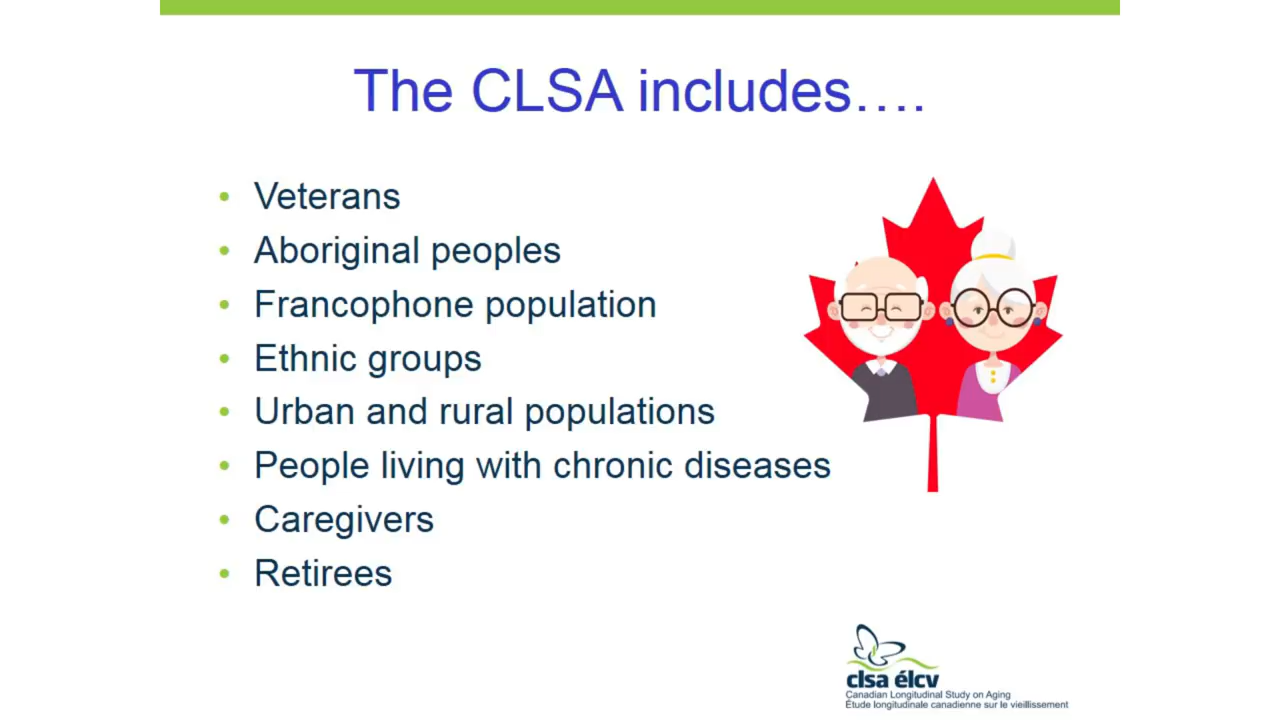 The CLSA includes….
• Veterans
• Aboriginal peoples
• Francophone population
• Ethnic groups
• Urban and rural populations
• People living with chronic diseases
• Caregivers
• Retirees
clsa élcv
Canadian Longitudinal Study on Aging
Étude longitudinale canadienne sur le vieillissement